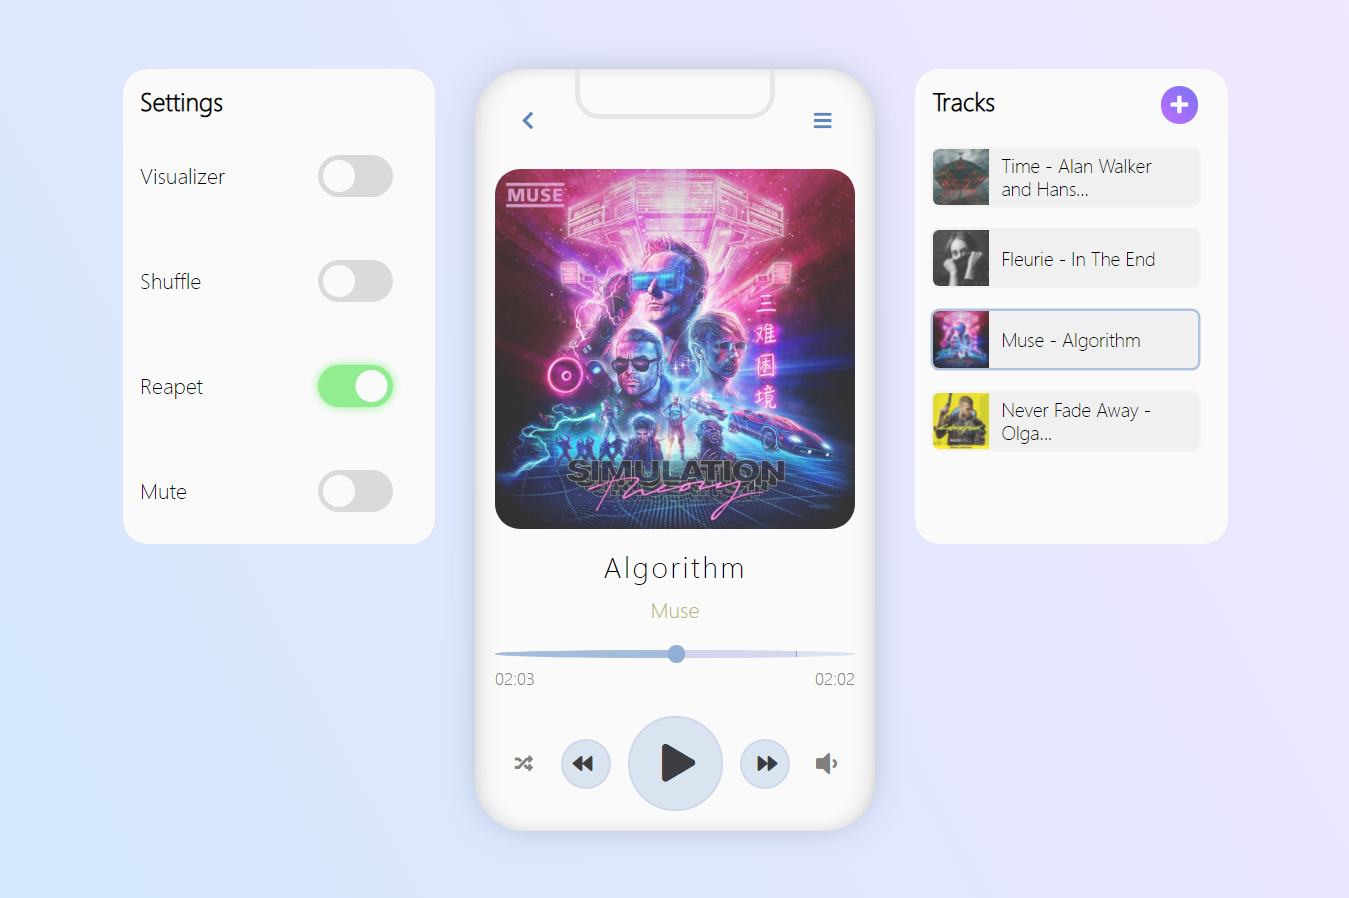 Settings
Visualizer
Shuffle
Reapet
Mute
MUSE
三
难
困
境
SIMULATION
Theory
Algorithm
Muse
02:03
02:02
Tracks
Time - Alan Walker
and Hans...
Fleurie - In The End
Muse - Algorithm
Never Fade Away -
Olga...